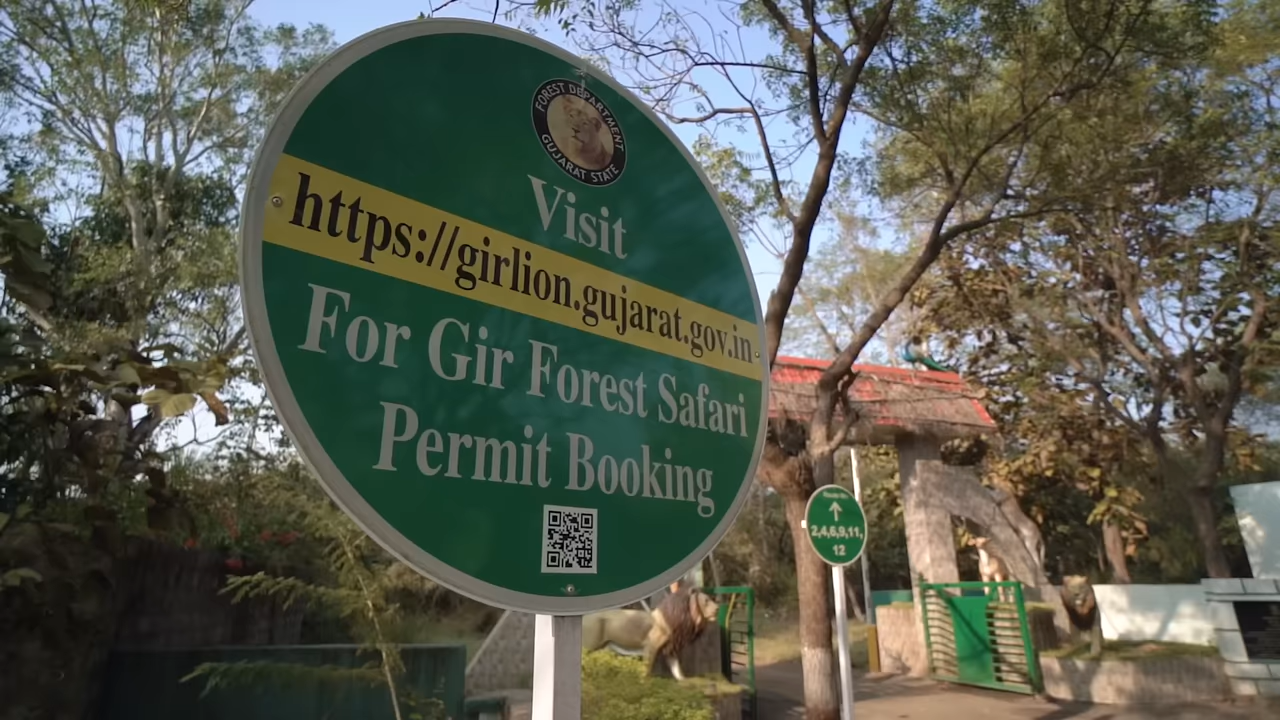 FOREST DEPARTMENT
GUJARAT STATE
Visit
https://girlion.gujarat.gov.in
For Gir Forest Safari
Permit Booking
2,4,6,9,11,
12